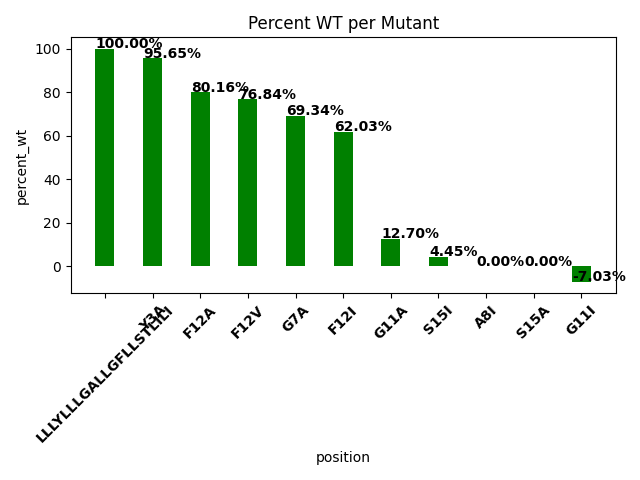 Percent WT per Mutant
percent_wt
100
80
60
40
20
0
100.00%
95.65%
80.16%
76.84%
69.34%
62.03%
12.70%
4.45%
0.00%
0.00%
-7.03%
LLLYLLLGALLGFLLSTLILI
Y3A
F12A
F12V
G7A
F12I
G11A
S15I
A8I
S15A
G11I
position